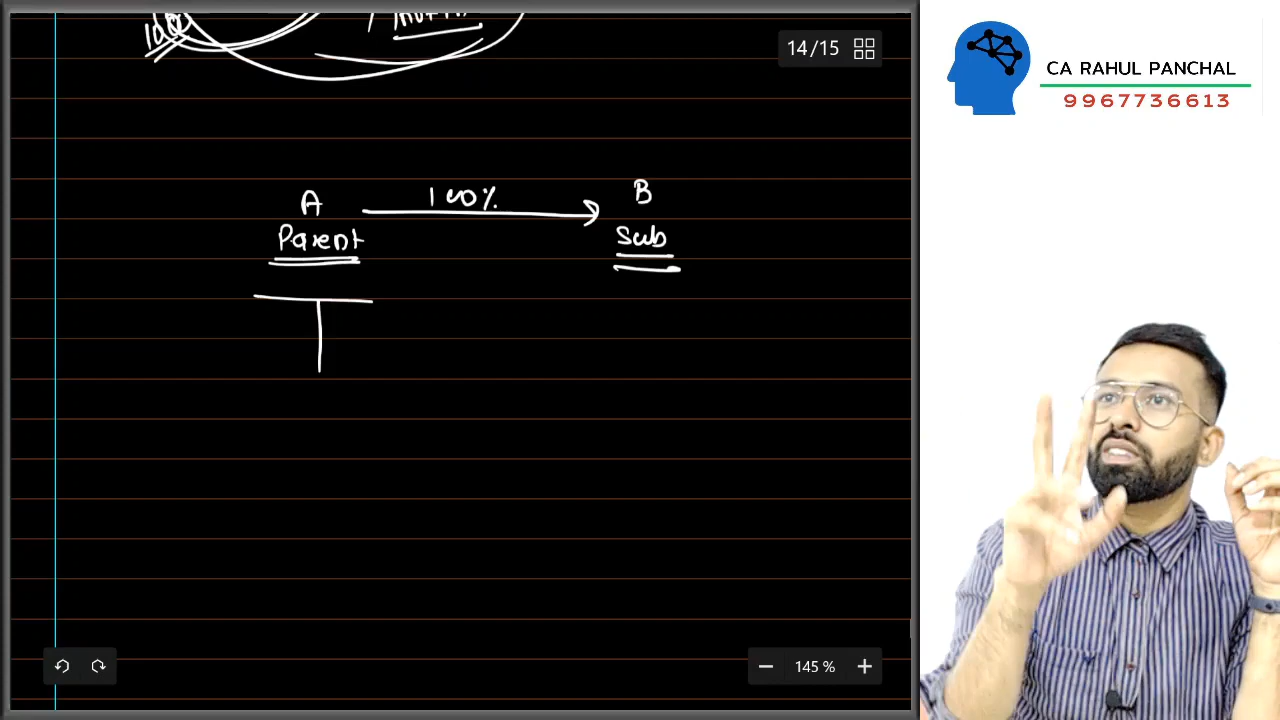 14/15
CA RAHUL PANCHAL
9967736613
A 100% B
Parent Sub
145 %